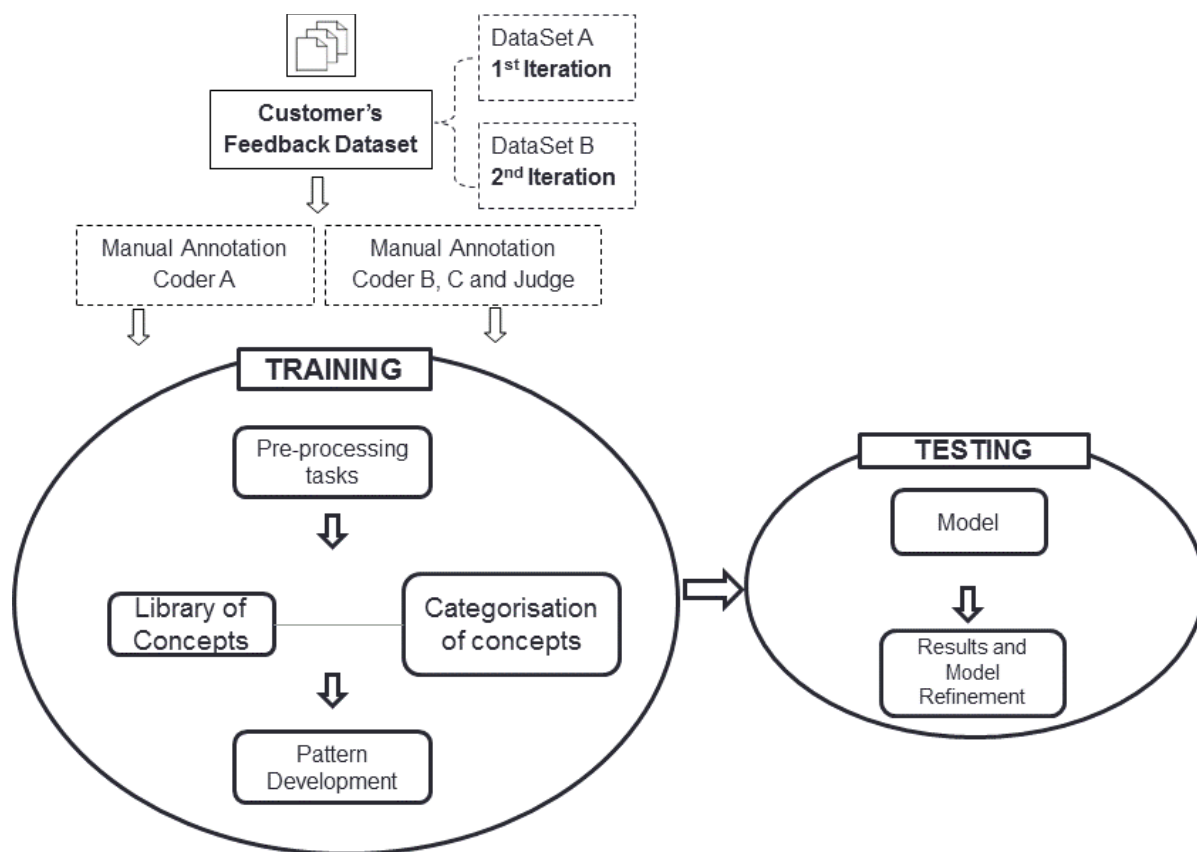 DataSet A
1st Iteration
Customer's
Feedback Dataset
DataSet B
2nd Iteration
Manual Annotation
Coder A
Manual Annotation
Coder B, C and Judge
TRAINING
Pre-processing
tasks
Library of
Concepts
Categorisation
of concepts
Pattern
Development
TESTING
Model
Results and
Model
Refinement